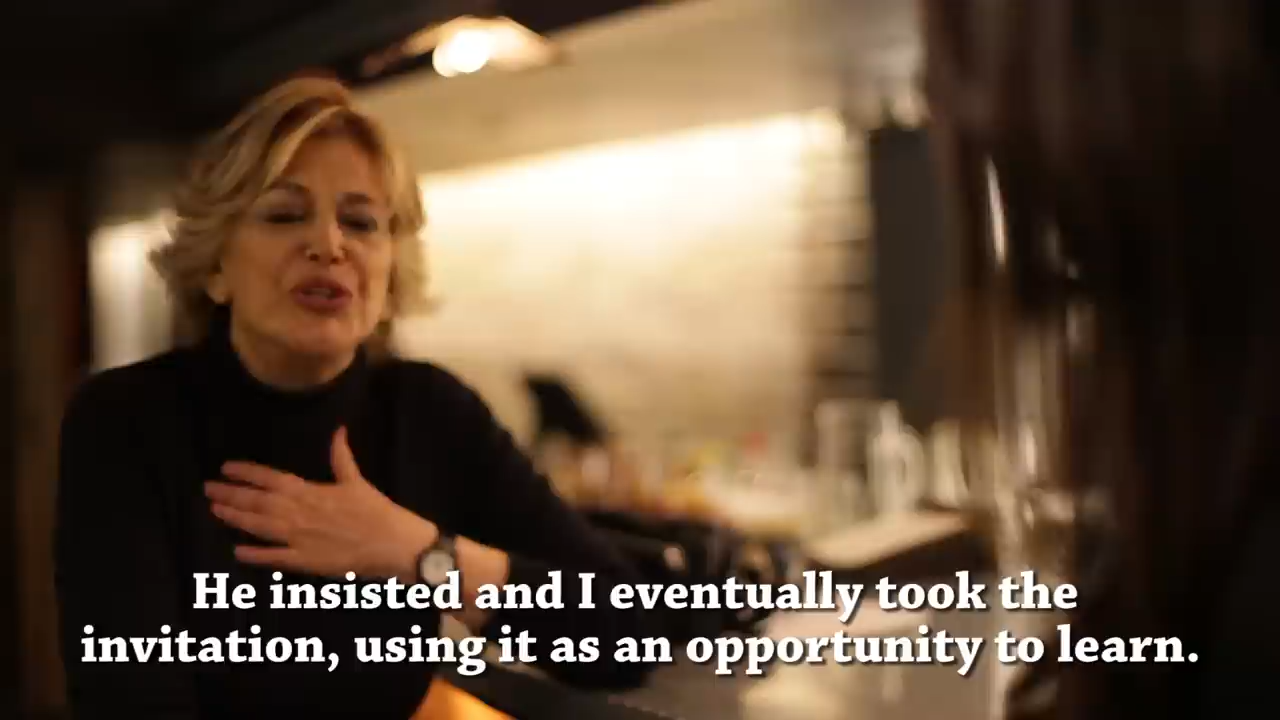 He insisted and I eventually took the
invitation, using it as an opportunity to learn.